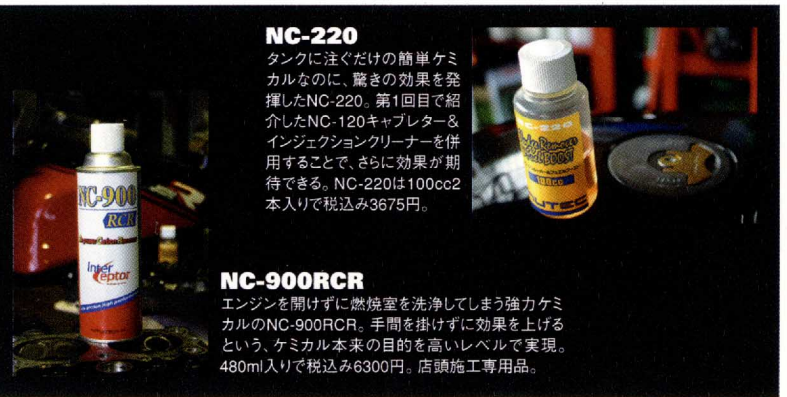 NC-220
タンクに注ぐだけの簡単ケミ
カルなのに、驚きの効果を発
揮したNC-220。第1回目で紹
介したNC-120キャブレター＆
インジェクションクリーナーを併
用することで、さらに効果が期
待できる。NC-220は100cc2
本入りで税込み3675円。
NC-220
100cc
NUTEC
NC-900
RCR
Inter
ceptor
NC-900RCR
エンジンを開けずに燃焼室を洗浄してしまう強力ケミ
カルのNC-900RCR。手間を掛けずに効果を上げる
という、ケミカル本来の目的を高いレベルで実現。
480ml入りで税込み6300円。店頭施工専用品。